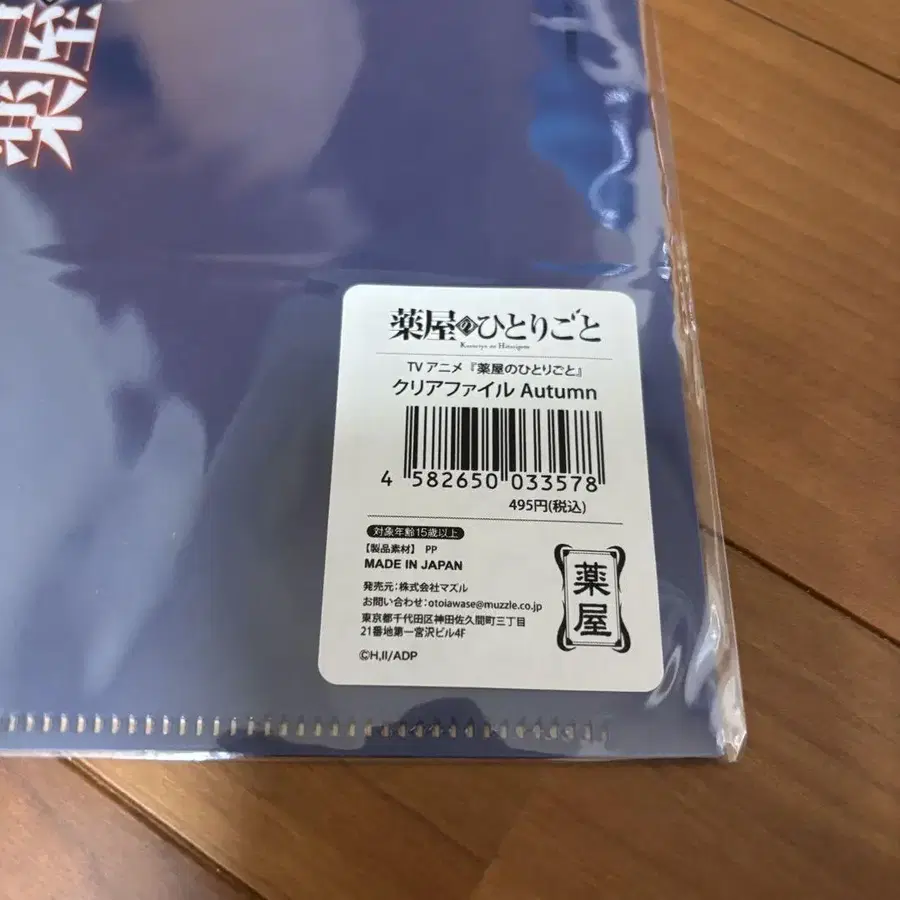 薬屋
薬屋のひとりごと
Kusuriya no Hitorigoto
TVアニメ『薬屋のひとりごと』
クリアファイル Autumn
4 582650 033578
495円(税込)
対象年齢15歳以上
【製品素材】 PP
MADE IN JAPAN
発売元:株式会社マズル
お問い合わせ:otoiawase@muzzle.co.jp
東京都千代田区神田佐久間町三丁目
21番地第一宮沢ビル4F
©H,II/ADP
薬屋